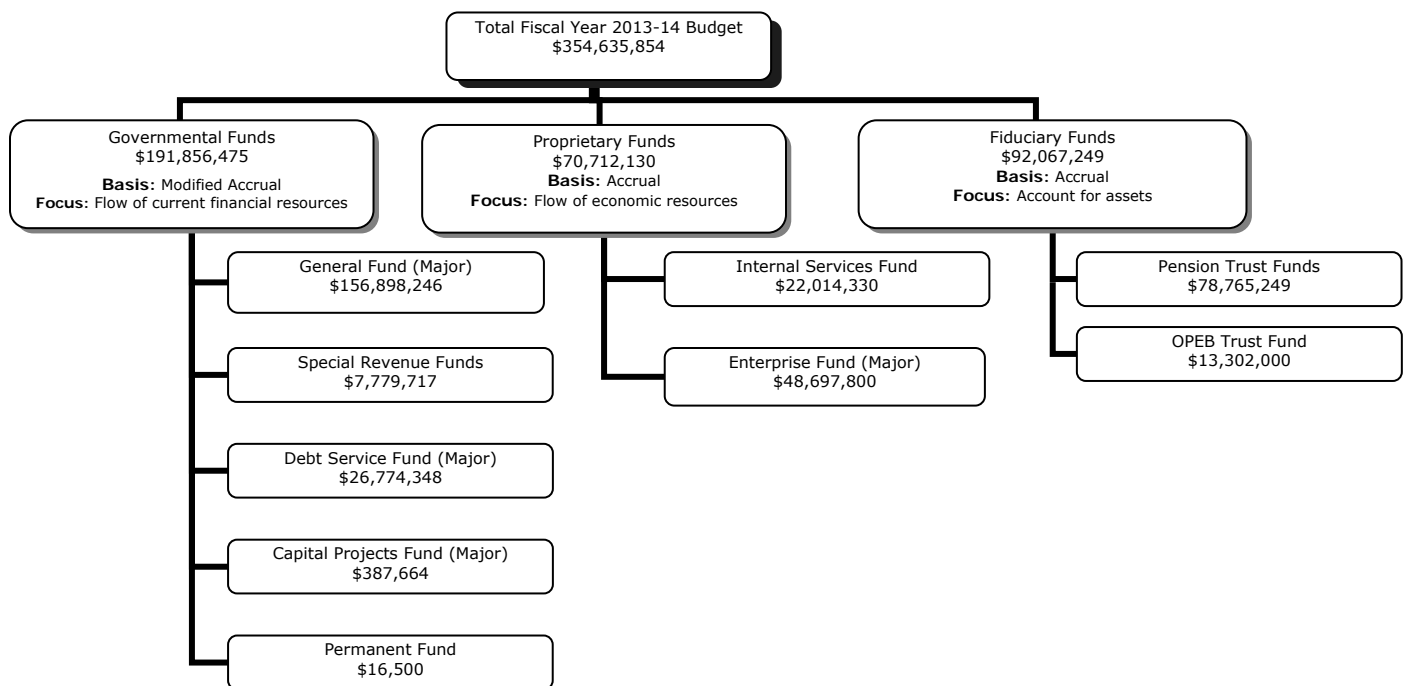 Total Fiscal Year 2013-14 Budget
$354,635,854
Governmental Funds
$191,856,475
Basis: Modified Accrual
Focus: Flow of current financial resources
Proprietary Funds
$70,712,130
Basis: Accrual
Focus: Flow of economic resources
Fiduciary Funds
$92,067,249
Basis: Accrual
Focus: Account for assets
General Fund (Major)
$156,898,246
Special Revenue Funds
$7,779,717
Debt Service Fund (Major)
$26,774,348
Capital Projects Fund (Major)
$387,664
Permanent Fund
$16,500
Internal Services Fund
$22,014,330
Enterprise Fund (Major)
$48,697,800
Pension Trust Funds
$78,765,249
OPEB Trust Fund
$13,302,000